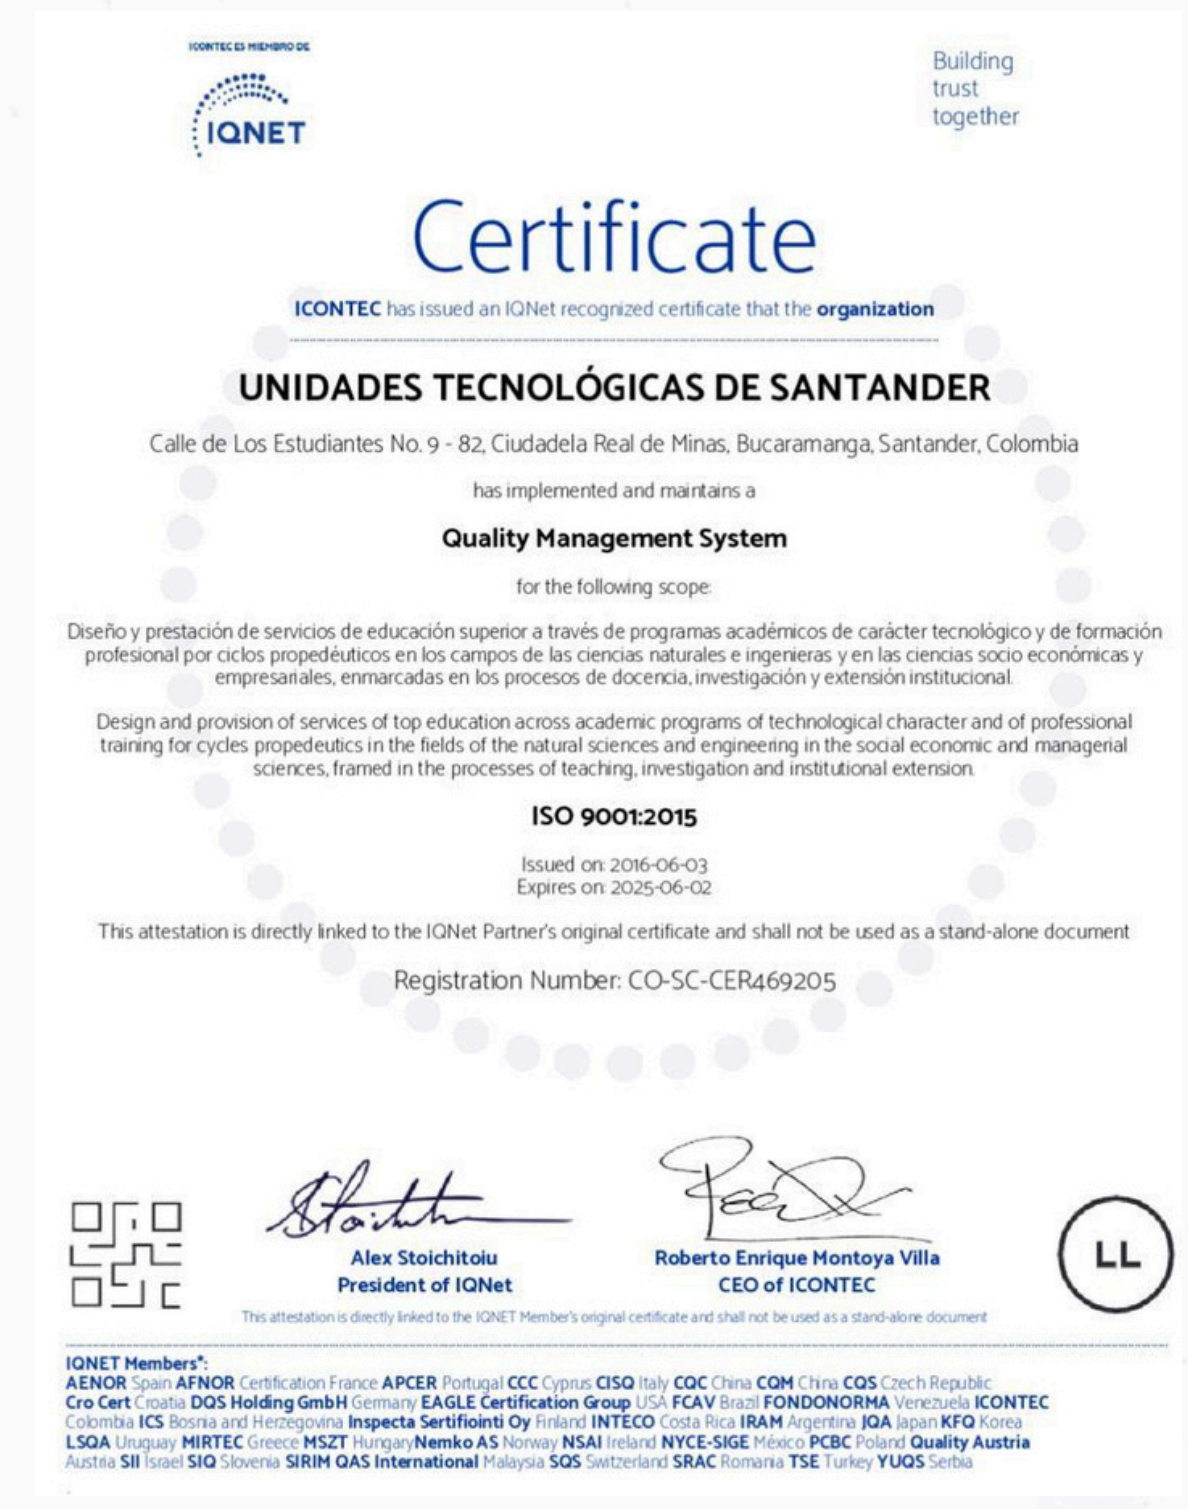 ICONTEC ES MIEMBRO DE
IQNET
Building
trust
together
Certificate
ICONTEC has issued an IQNet recognized certificate that the organization
UNIDADES TECNOLÓGICAS DE SANTANDER
Calle de Los Estudiantes No. 9 - 82, Ciudadela Real de Minas, Bucaramanga, Santander, Colombia
has implemented and maintains a
Quality Management System
for the following scope:
Diseño y prestación de servicios de educación superior a través de programas académicos de carácter tecnológico y de formación
profesional por ciclos propedéuticos en los campos de las ciencias naturales e ingenieras y en las ciencias socio económicas y
empresariales, enmarcadas en los procesos de docencia, investigación y extensión institucional.
Design and provision of services of top education across academic programs of technological character and of professional
training for cycles propedeutics in the fields of the natural sciences and engineering in the social economic and managerial
sciences, framed in the processes of teaching, investigation and institutional extension.
ISO 9001:2015
Issued on: 2016-06-03
Expires on: 2025-06-02
This attestation is directly linked to the IQNet Partner's original certificate and shall not be used as a stand-alone document
Registration Number: CO-SC-CER469205
Alex Stoichitoiu
President of IQNet
Roberto Enrique Montoya Villa
CEO of ICONTEC
LL
This attestation is directly linked to the IQNET Member's original certificate and shall not be used as a stand-alone document
IQNET Members*:
AENOR Spain AFNOR Certification France APCER Portugal CCC Cyprus CISQ Italy CQC China CQM China CQS Czech Republic
Cro Cert Croatia DQS Holding GmbH Germany EAGLE Certification Group USA FCAV Brazil FONDONORMA Venezuela ICONTEC
Colombia ICS Bosnia and Herzegovina Inspecta Sertifiointi Oy Finland INTECO Costa Rica IRAM Argentina JQA Japan KFQ Korea
LSQA Uruguay MIRTEC Greece MSZT Hungary Nemko AS Norway NSAI Ireland NYCE-SIGE México PCBC Poland Quality Austria
Austria SII Israel SIQ Slovenia SIRIM QAS International Malaysia SQS Switzerland SRAC Romania TSE Turkey YUQS Serbia